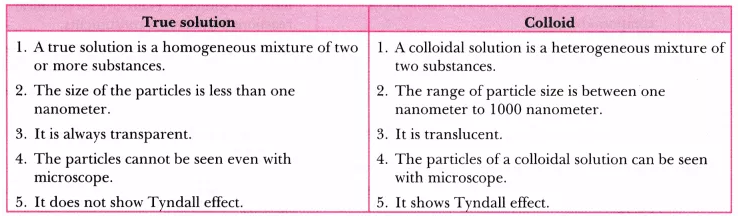 True solution
Colloid
1. A true solution is a homogeneous mixture of two
or more substances.
2. The size of the particles is less than one
nanometer.
3. It is always transparent.
4. The particles cannot be seen even with
microscope.
5. It does not show Tyndall effect.
1. A colloidal solution is a heterogeneous mixture of
two substances.
2. The range of particle size is between one
nanometer to 1000 nanometer.
3. It is translucent.
4. The particles of a colloidal solution can be seen
with microscope.
5. It shows Tyndall effect.